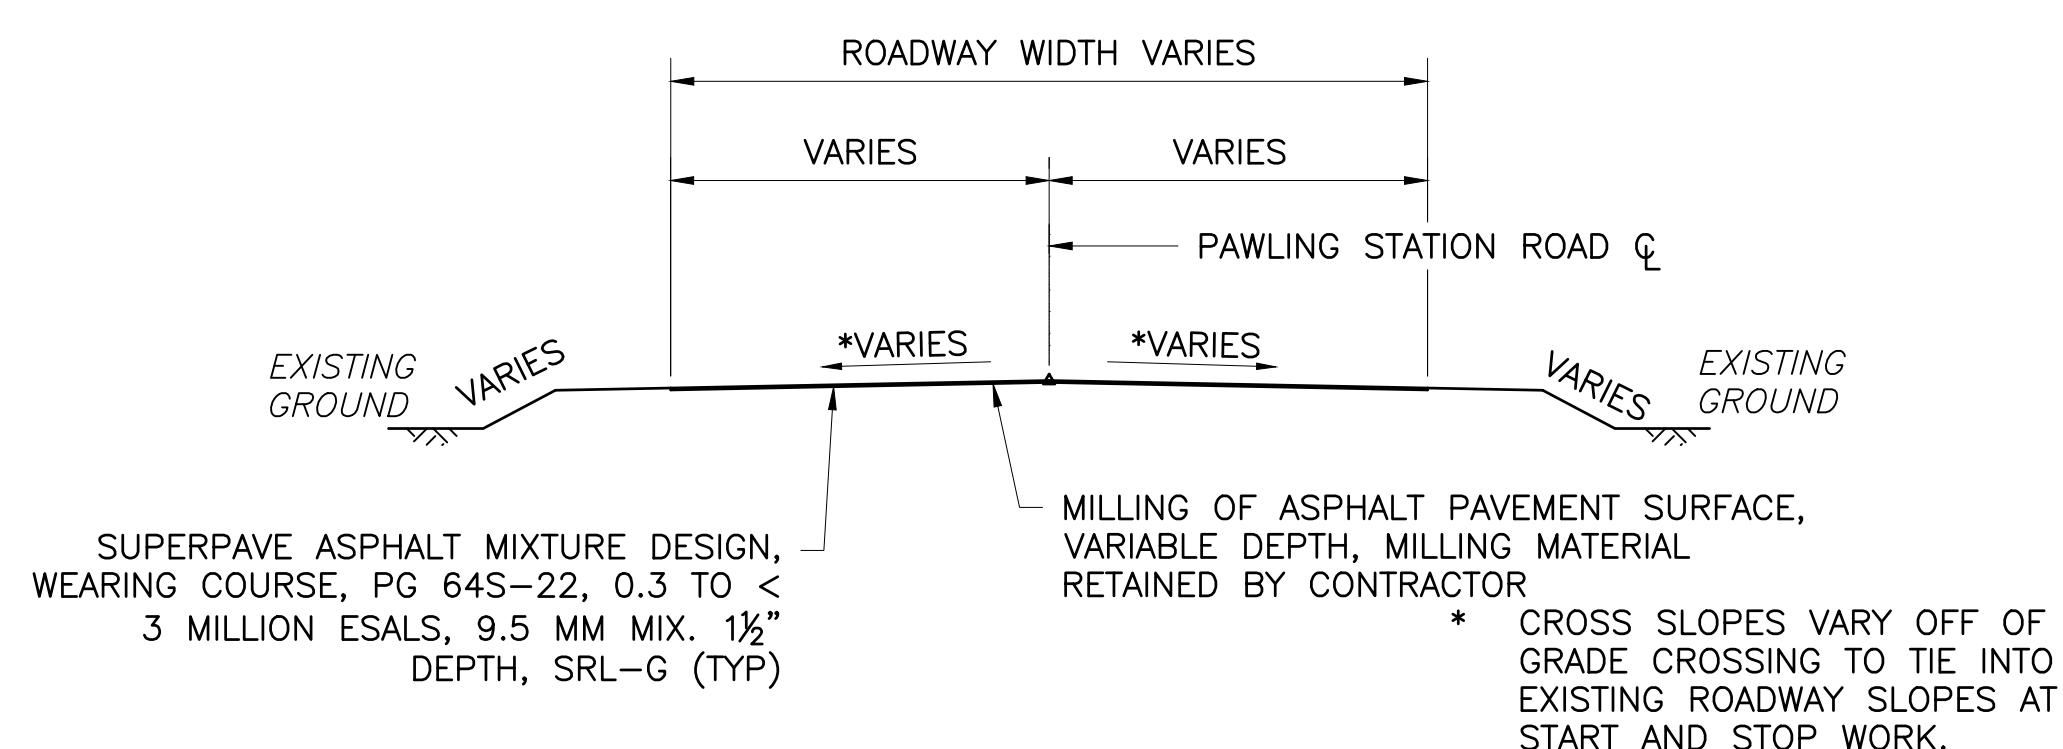 ROADWAY WIDTH VARIES
VARIES
VARIES
PAWLING STATION ROAD ℄
*VARIES
*VARIES
EXISTING
GROUND
VARIES
VARIES
EXISTING
GROUND
SUPERPAVE ASPHALT MIXTURE DESIGN,
WEARING COURSE, PG 64S-22, 0.3 TO <
3 MILLION ESALS, 9.5 MM MIX. 1½"
DEPTH, SRL-G (TYP)
MILLING OF ASPHALT PAVEMENT SURFACE,
VARIABLE DEPTH, MILLING MATERIAL
RETAINED BY CONTRACTOR
* CROSS SLOPES VARY OFF OF
GRADE CROSSING TO TIE INTO
EXISTING ROADWAY SLOPES AT
START AND STOP WORK.